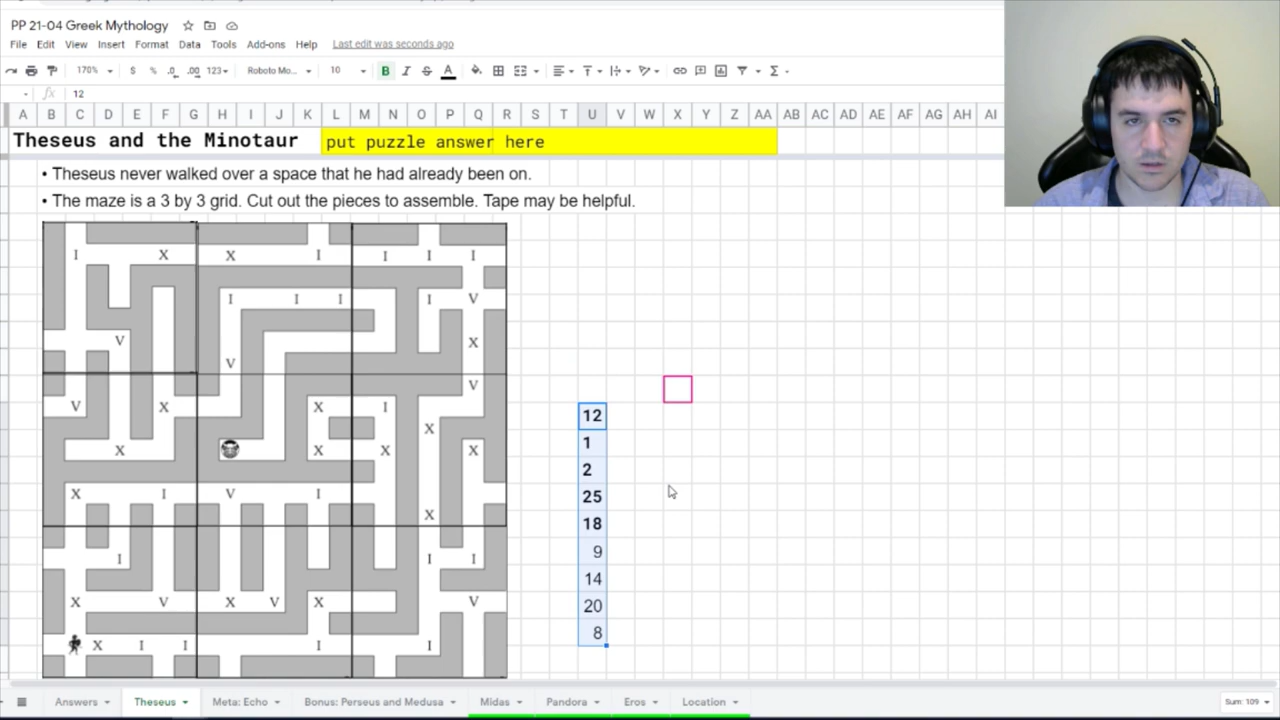 PP 21-04 Greek Mythology
File Edit View Insert Format Data Tools Add-ons Help Last edit was seconds ago
170% $ % .0 .00 123 Roboto Mo... 10 B I S A Σ
fx 12
A B C D E F G H I J K L M N O P Q R S T U V W X Y Z AA AB AC AD AE AF AG AH AI
Theseus and the Minotaur put puzzle answer here
• Theseus never walked over a space that he had already been on.
• The maze is a 3 by 3 grid. Cut out the pieces to assemble. Tape may be helpful.
I X X I I I I
I I I I V
V X
V V
V X X I 12
X
X X X X 1
2
X I V I 25
X 18
I I I 9
14
X V X V X V 20
X I I I I 8
Answers Theseus Meta: Echo Bonus: Perseus and Medusa Midas Pandora Eros Location Sum: 109